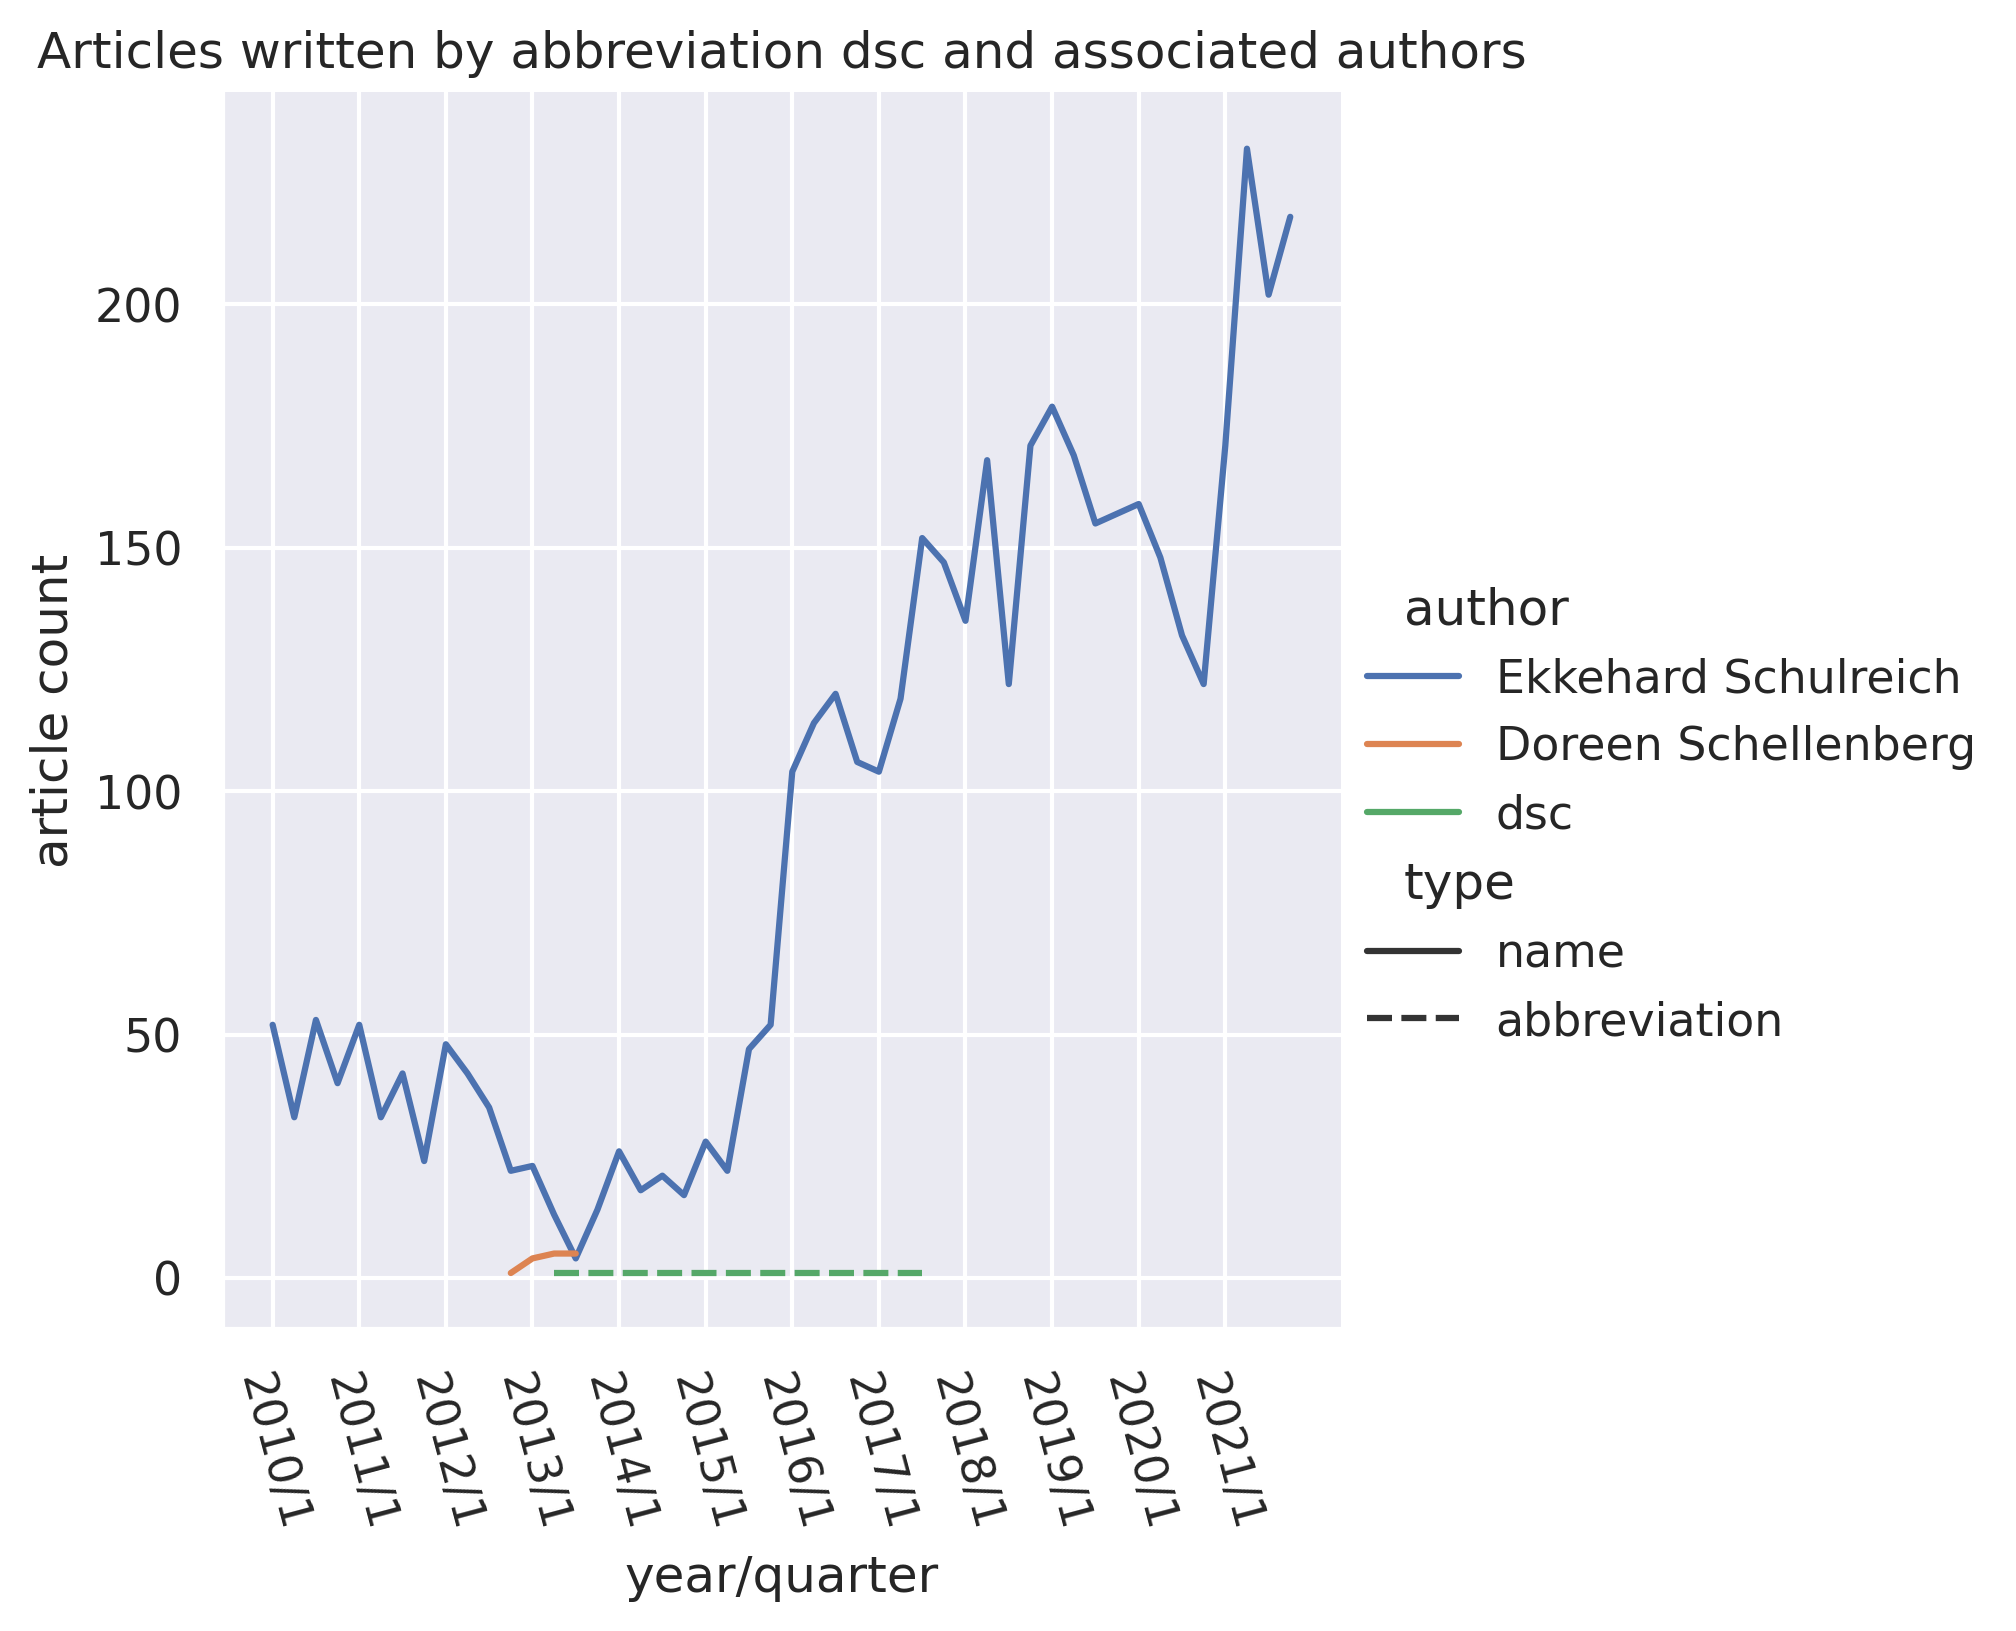 Articles written by abbreviation dsc and associated authors
article count
200
150
100
50
0
2010/1
2011/1
2012/1
2013/1
2014/1
2015/1
2016/1
2017/1
2018/1
2019/1
2020/1
2021/1
year/quarter
author
Ekkehard Schulreich
Doreen Schellenberg
dsc
type
name
abbreviation